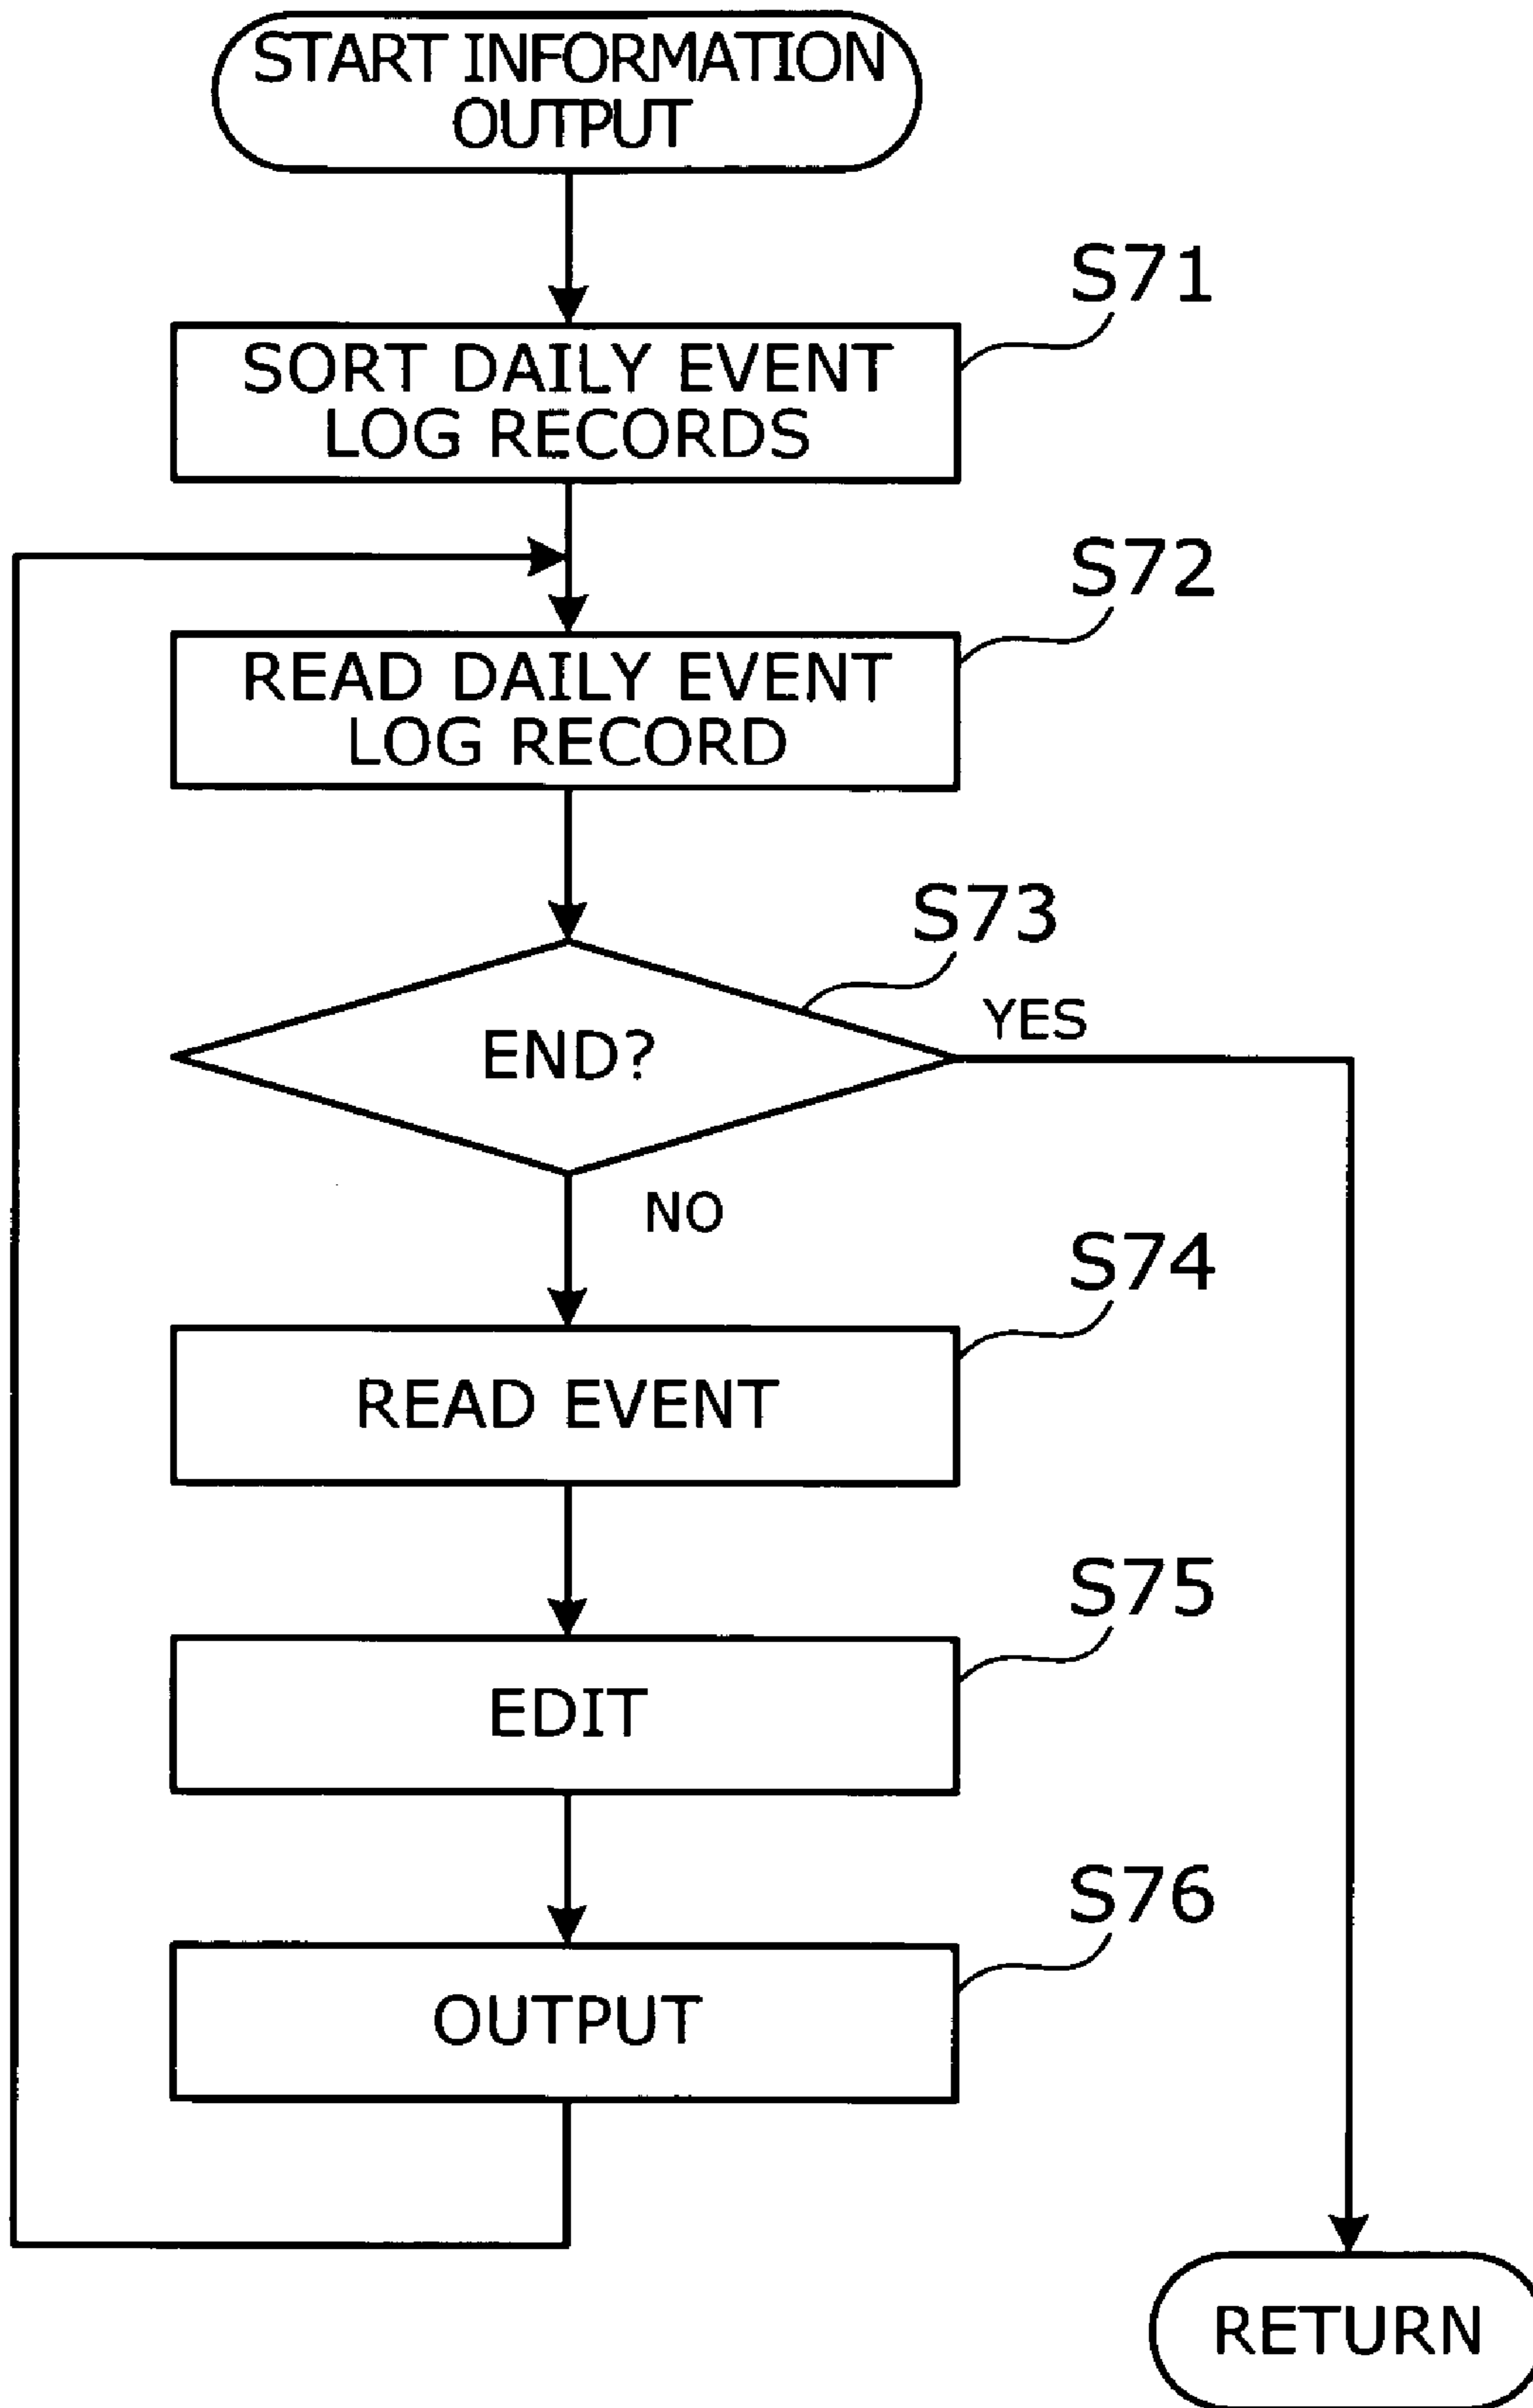 START INFORMATION
OUTPUT
S71
SORT DAILY EVENT
LOG RECORDS
S72
READ DAILY EVENT
LOG RECORD
S73
END?
YES
NO
S74
READ EVENT
S75
EDIT
S76
OUTPUT
RETURN